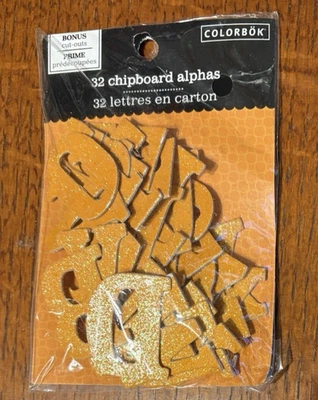 BONUS
cut-outs
PRIME
prédécoupées
COLORBÖK
32 chipboard alphas
32 lettres en carton